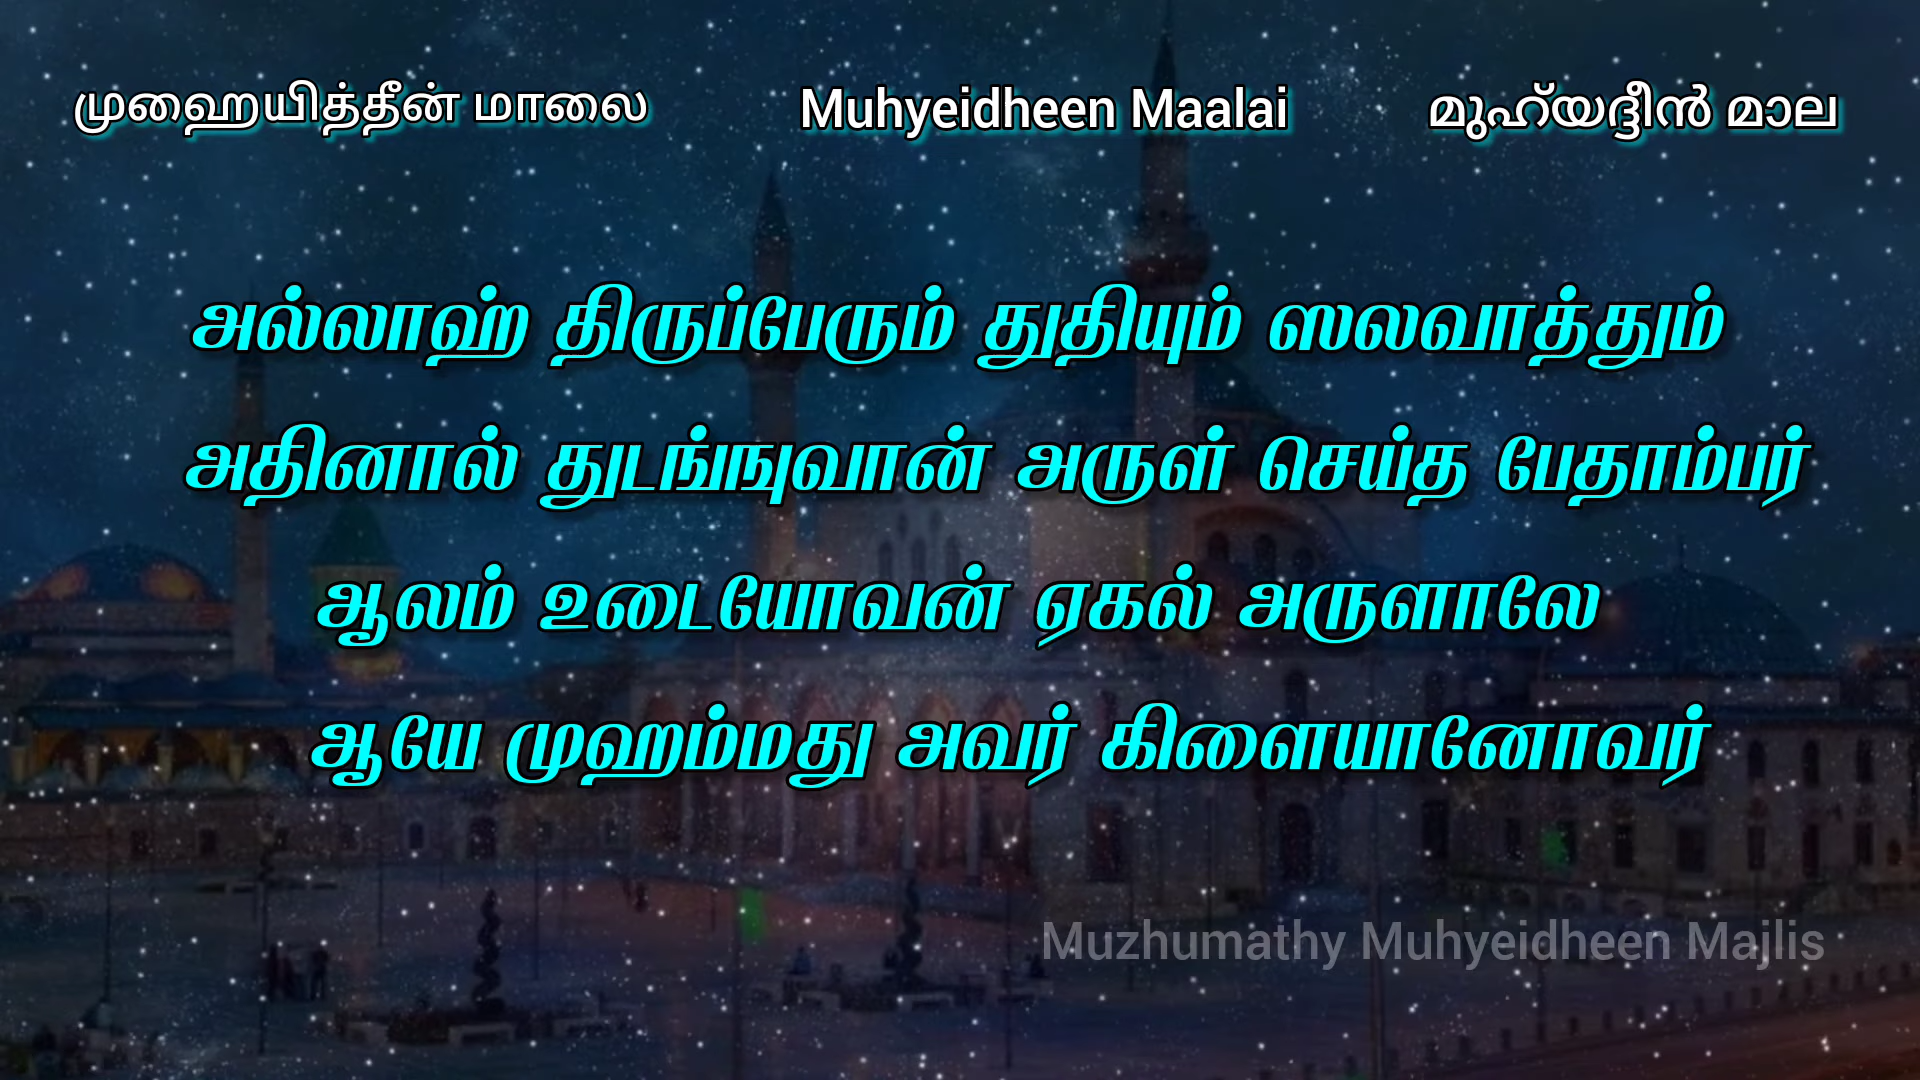 முஹையித்தீன் மாலை Muhyeidheen Maalai മുഹ്‌യദ്ദീൻ മാല
அல்லாஹ் திருப்பேரும் துதியும் ஸலவாத்தும்
அதினால் துடங்ஙுவான் அருள் செய்த பேதாம்பர்
ஆலம் உடையோவன் ஏகல் அருளாலே
ஆயே முஹம்மது அவர் கிளையானோவர்
Muzhumathy Muhyeidheen Majlis